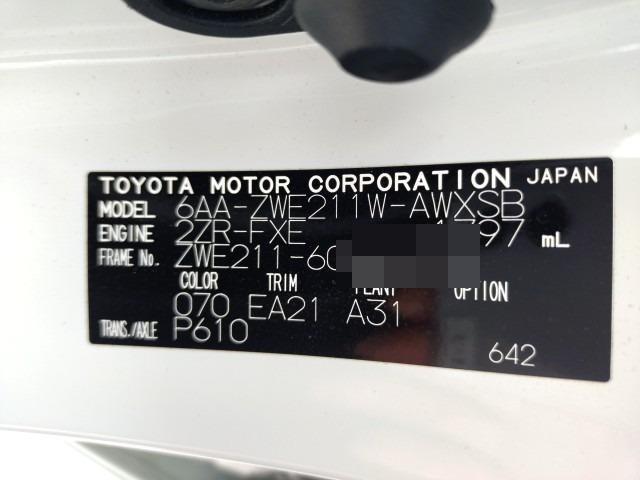 TOYOTA MOTOR CORPORATION JAPAN
MODEL 6AA-ZWE211W-AWXSB
ENGINE 2ZR-FXE 1797 mL
FRAME No. ZWE211-60
COLOR TRIM PLANT OPTION
070 EA21 A31
TRANS./AXLE P610
642